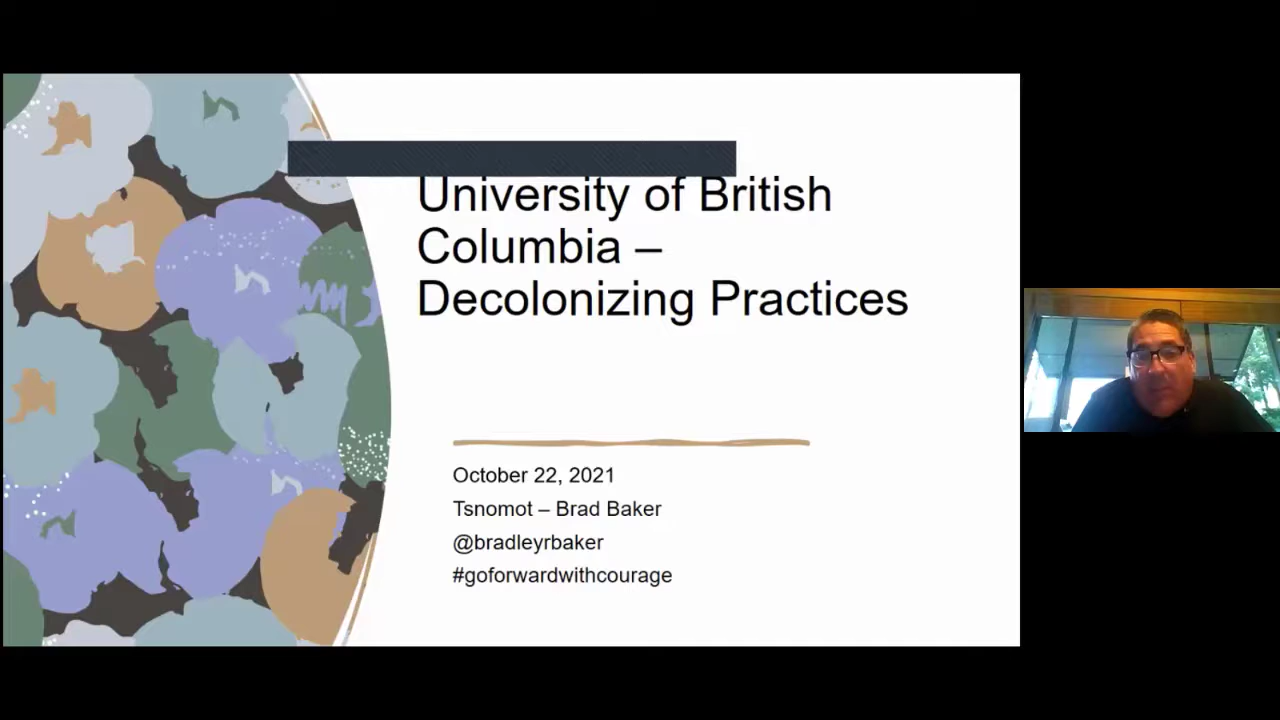 University of British
Columbia –
Decolonizing Practices
October 22, 2021
Tsnomot – Brad Baker
@bradleyrbaker
#goforwardwithcourage